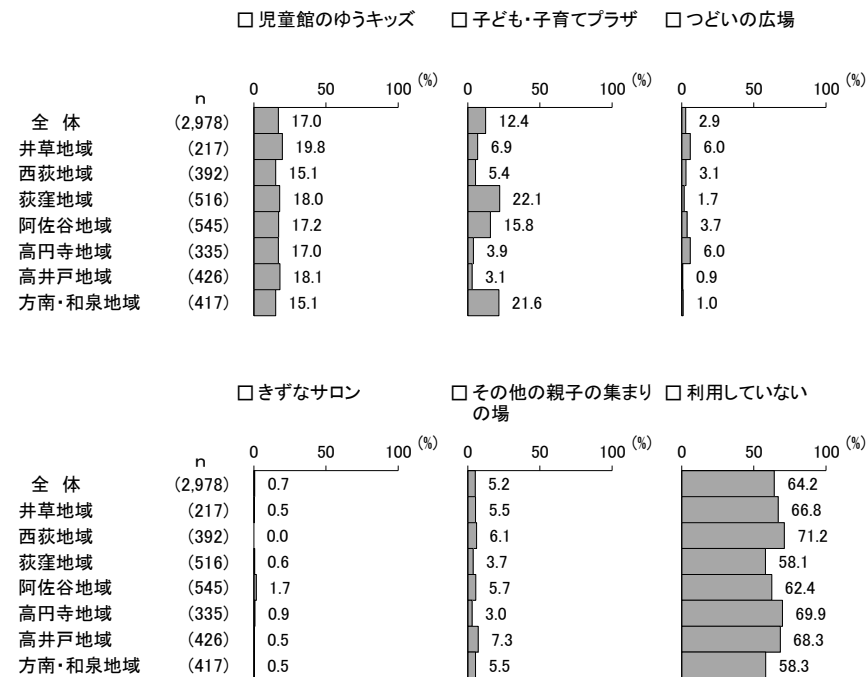 □ 児童館のゆうキッズ □ 子ども・子育てプラザ □ つどいの広場
0 50 100 (%) 0 50 100 (%) 0 50 100 (%)
n
全 体 (2,978) 17.0 12.4 2.9
井草地域 (217) 19.8 6.9 6.0
西荻地域 (392) 15.1 5.4 3.1
荻窪地域 (516) 18.0 22.1 1.7
阿佐谷地域 (545) 17.2 15.8 3.7
高円寺地域 (335) 17.0 3.9 6.0
高井戸地域 (426) 18.1 3.1 0.9
方南・和泉地域 (417) 15.1 21.6 1.0
□ きずなサロン □ その他の親子の集まり □ 利用していない
の場
0 50 100 (%) 0 50 100 (%) 0 50 100 (%)
n
全 体 (2,978) 0.7 5.2 64.2
井草地域 (217) 0.5 5.5 66.8
西荻地域 (392) 0.0 6.1 71.2
荻窪地域 (516) 0.6 3.7 58.1
阿佐谷地域 (545) 1.7 5.7 62.4
高円寺地域 (335) 0.9 3.0 69.9
高井戸地域 (426) 0.5 7.3 68.3
方南・和泉地域 (417) 0.5 5.5 58.3